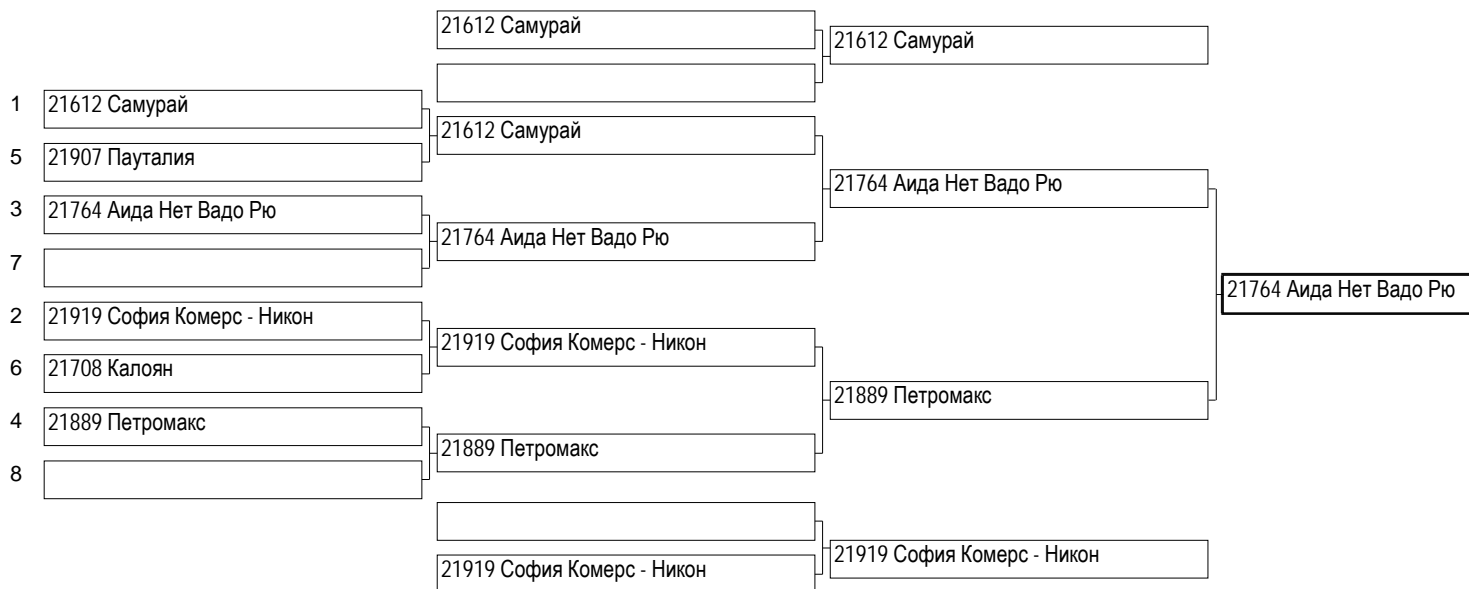 21612 Самурай
21612 Самурай
1 21612 Самурай
21612 Самурай
5 21907 Пауталия
21764 Аида Нет Вадо Рю
3 21764 Аида Нет Вадо Рю
21764 Аида Нет Вадо Рю
7
21764 Аида Нет Вадо Рю
2 21919 София Комерс - Никон
21919 София Комерс - Никон
6 21708 Калоян
21889 Петромакс
4 21889 Петромакс
21889 Петромакс
8
21919 София Комерс - Никон
21919 София Комерс - Никон